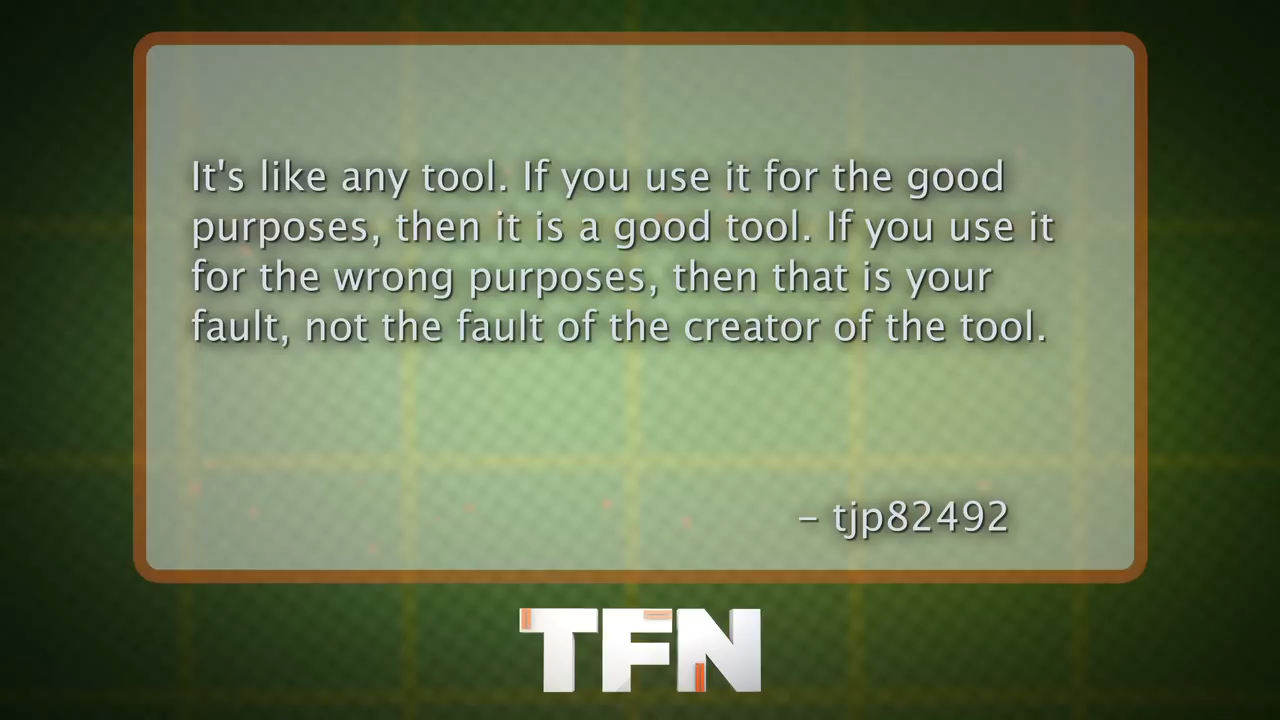 It's like any tool. If you use it for the good
purposes, then it is a good tool. If you use it
for the wrong purposes, then that is your
fault, not the fault of the creator of the tool.
– tjp82492
TFN